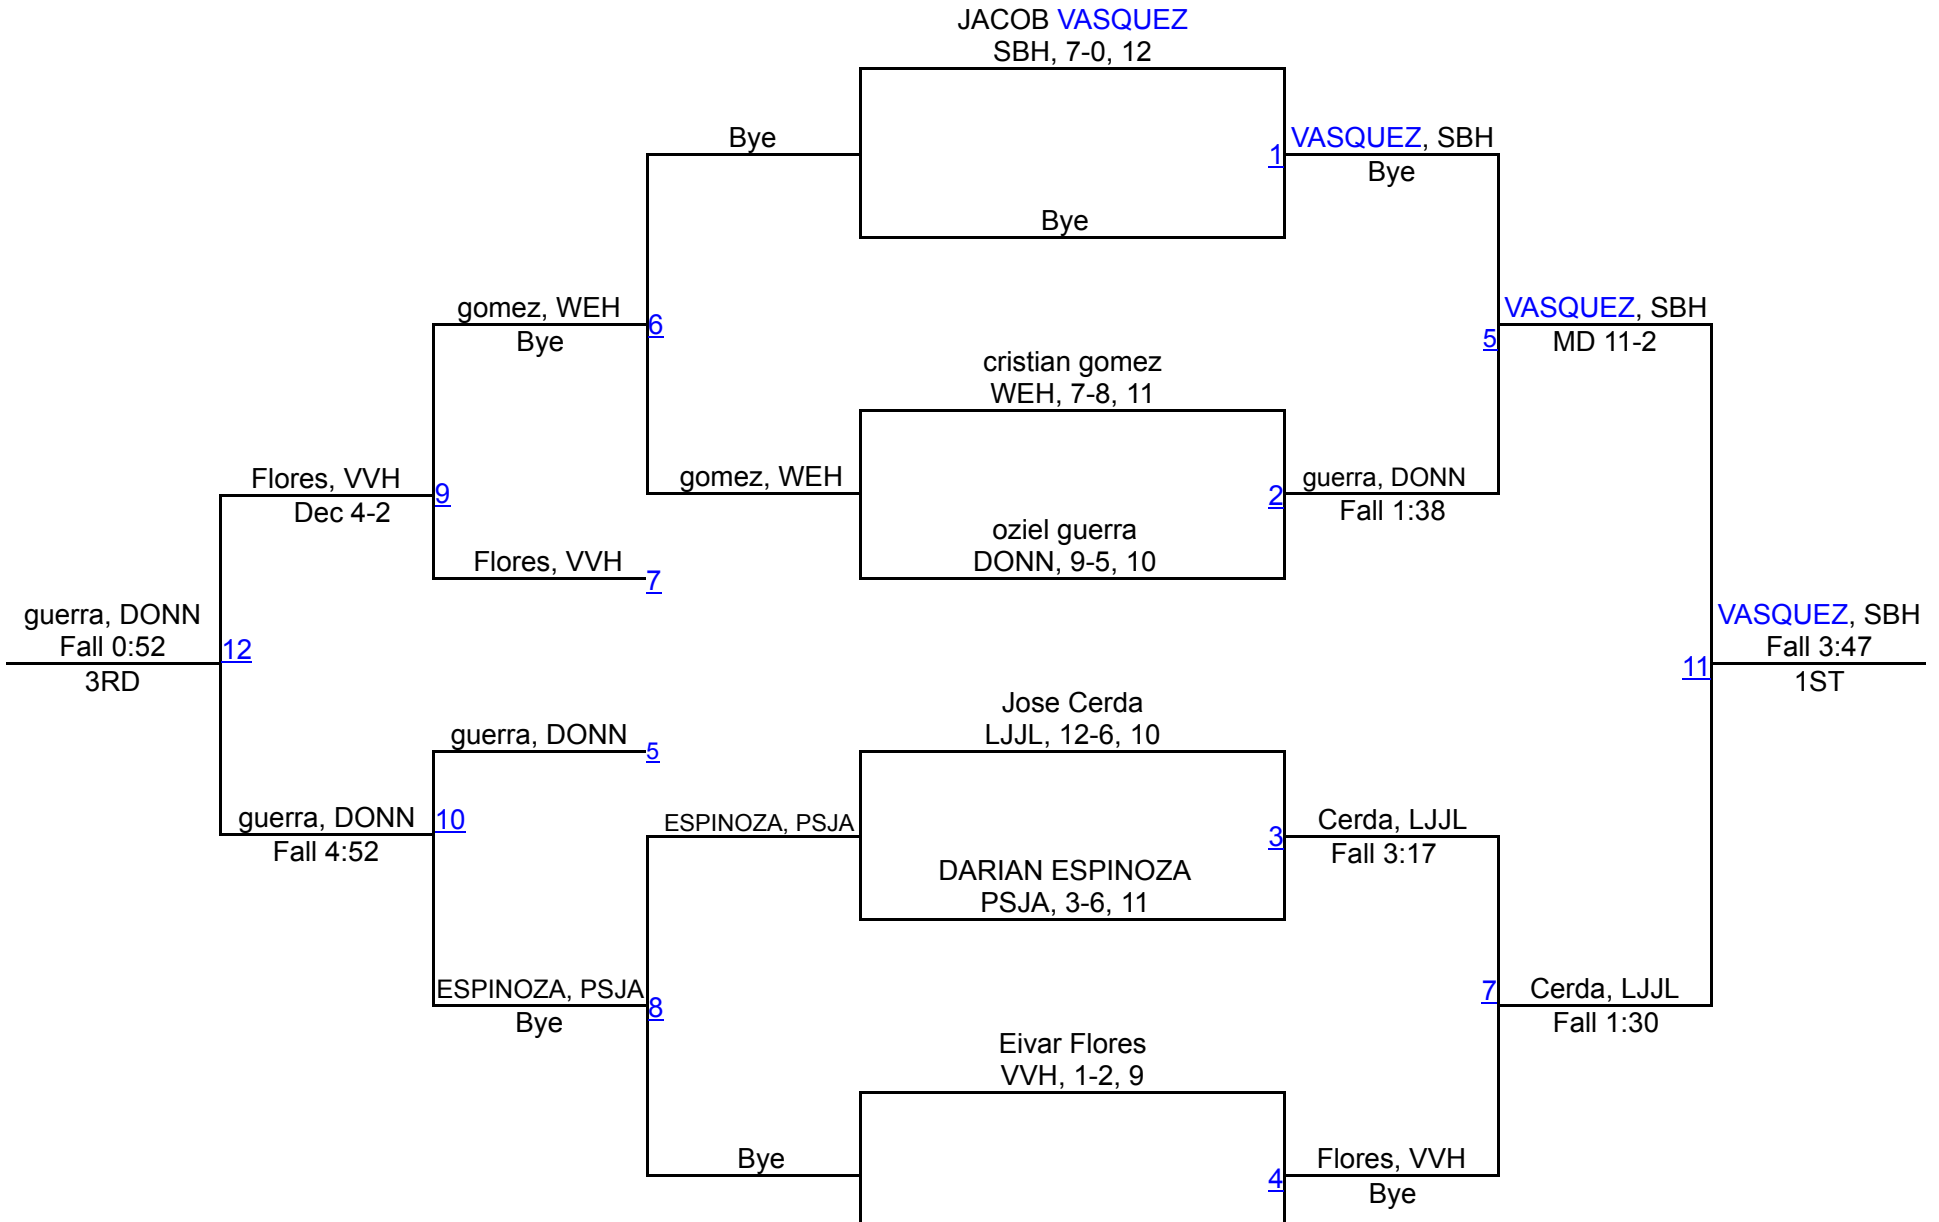 JACOB VASQUEZ
SBH, 7-0, 12
Bye
1
VASQUEZ, SBH
Bye
Bye
gomez, WEH
Bye
6
VASQUEZ, SBH
MD 11-2
5
cristian gomez
WEH, 7-8, 11
Flores, VVH
Dec 4-2
9
gomez, WEH
2
guerra, DONN
Fall 1:38
oziel guerra
DONN, 9-5, 10
Flores, VVH
7
guerra, DONN
Fall 0:52
3RD
12
VASQUEZ, SBH
Fall 3:47
1ST
11
Jose Cerda
LJJL, 12-6, 10
guerra, DONN
5
guerra, DONN
Fall 4:52
10
ESPINOZA, PSJA
3
Cerda, LJJL
Fall 3:17
DARIAN ESPINOZA
PSJA, 3-6, 11
ESPINOZA, PSJA
Bye
8
7
Cerda, LJJL
Fall 1:30
Eivar Flores
VVH, 1-2, 9
Bye
4
Flores, VVH
Bye